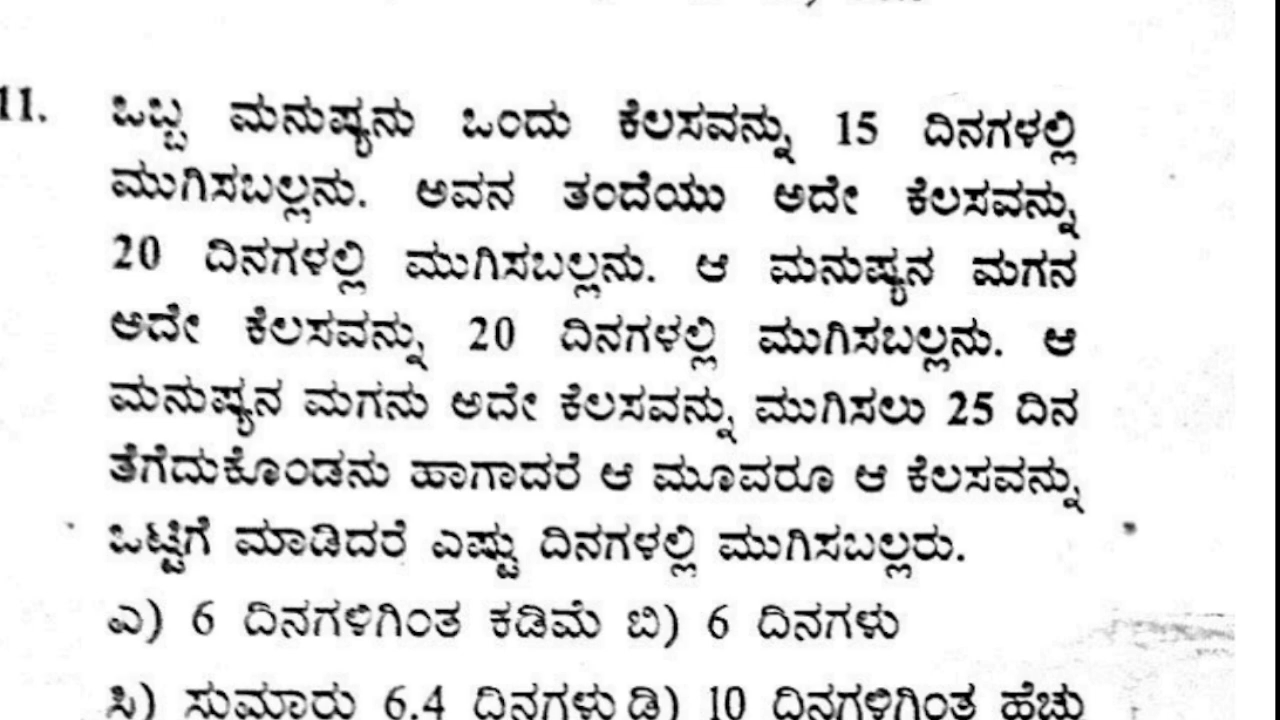 11. ಒಬ್ಬ ಮನುಷ್ಯನು ಒಂದು ಕೆಲಸವನ್ನು 15 ದಿನಗಳಲ್ಲಿ
ಮುಗಿಸಬಲ್ಲನು. ಅವನ ತಂದೆಯು ಅದೇ ಕೆಲಸವನ್ನು
20 ದಿನಗಳಲ್ಲಿ ಮುಗಿಸಬಲ್ಲನು. ಆ ಮನುಷ್ಯನ ಮಗನ
ಅದೇ ಕೆಲಸವನ್ನು 20 ದಿನಗಳಲ್ಲಿ ಮುಗಿಸಬಲ್ಲನು. ಆ
ಮನುಷ್ಯನ ಮಗನು ಅದೇ ಕೆಲಸವನ್ನು ಮುಗಿಸಲು 25 ದಿನ
ತೆಗೆದುಕೊಂಡನು ಹಾಗಾದರೆ ಆ ಮೂವರೂ ಆ ಕೆಲಸವನ್ನು
ಒಟ್ಟಿಗೆ ಮಾಡಿದರೆ ಎಷ್ಟು ದಿನಗಳಲ್ಲಿ ಮುಗಿಸಬಲ್ಲರು.
ಎ) 6 ದಿನಗಳಿಗಿಂತ ಕಡಿಮೆ ಬಿ) 6 ದಿನಗಳು
ಸಿ) ಸುಮಾರು 6.4 ದಿನಗಳು ಡಿ) 10 ದಿನಗಳಿಗಿಂತ ಹೆಚ್ಚು